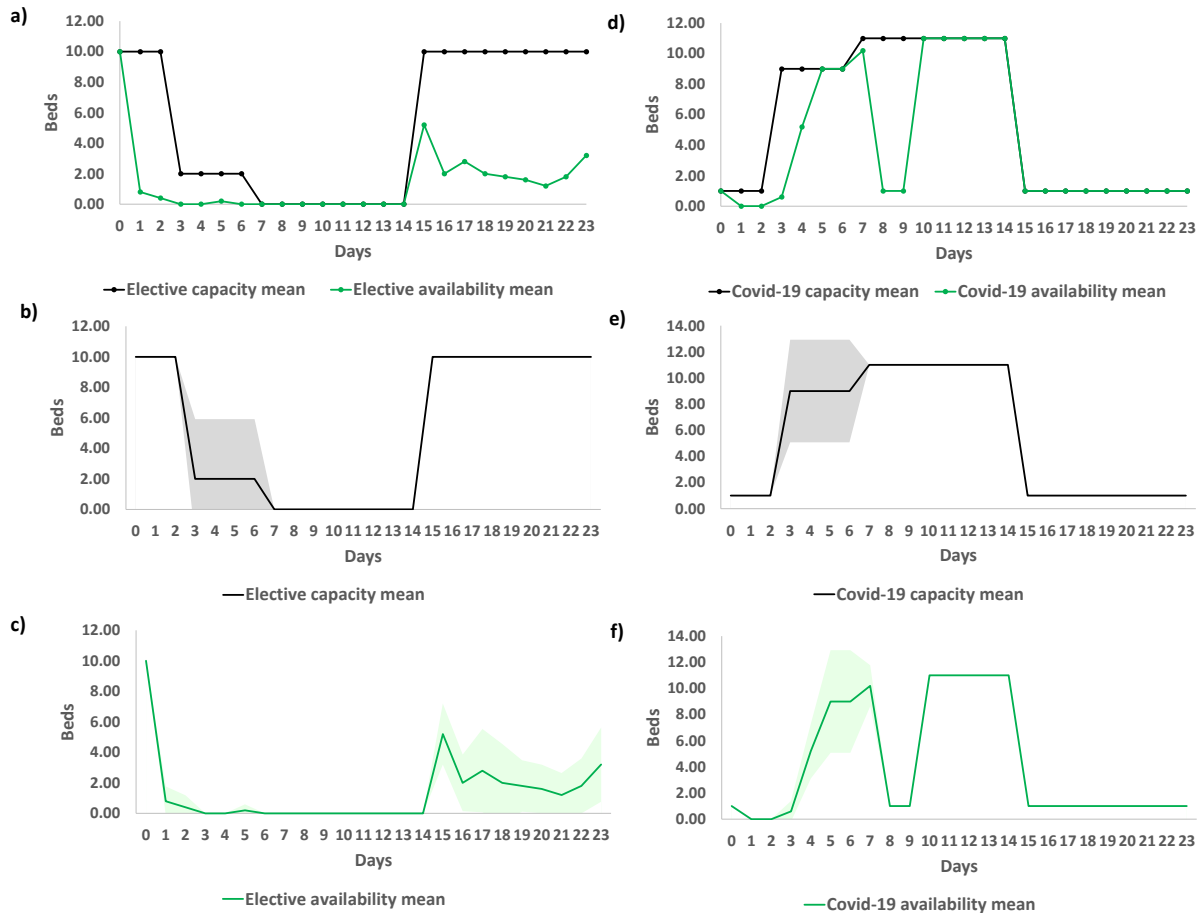 a)
12.00
10.00
8.00
6.00
4.00
2.00
0.00
Beds
0 1 2 3 4 5 6 7 8 9 10 11 12 13 14 15 16 17 18 19 20 21 22 23
Days
Elective capacity mean Elective availability mean
b)
12.00
10.00
8.00
6.00
4.00
2.00
0.00
Beds
0 1 2 3 4 5 6 7 8 9 10 11 12 13 14 15 16 17 18 19 20 21 22 23
Days
Elective capacity mean
c)
12.00
10.00
8.00
6.00
4.00
2.00
0.00
Beds
0 1 2 3 4 5 6 7 8 9 10 11 12 13 14 15 16 17 18 19 20 21 22 23
Days
Elective availability mean
d)
12.00
10.00
8.00
6.00
4.00
2.00
0.00
Beds
0 1 2 3 4 5 6 7 8 9 10 11 12 13 14 15 16 17 18 19 20 21 22 23
Days
Covid-19 capacity mean Covid-19 availability mean
e)
14.00
12.00
10.00
8.00
6.00
4.00
2.00
0.00
Beds
0 1 2 3 4 5 6 7 8 9 10 11 12 13 14 15 16 17 18 19 20 21 22 23
Days
Covid-19 capacity mean
f)
14.00
12.00
10.00
8.00
6.00
4.00
2.00
0.00
Beds
0 1 2 3 4 5 6 7 8 9 10 11 12 13 14 15 16 17 18 19 20 21 22 23
Days
Covid-19 availability mean